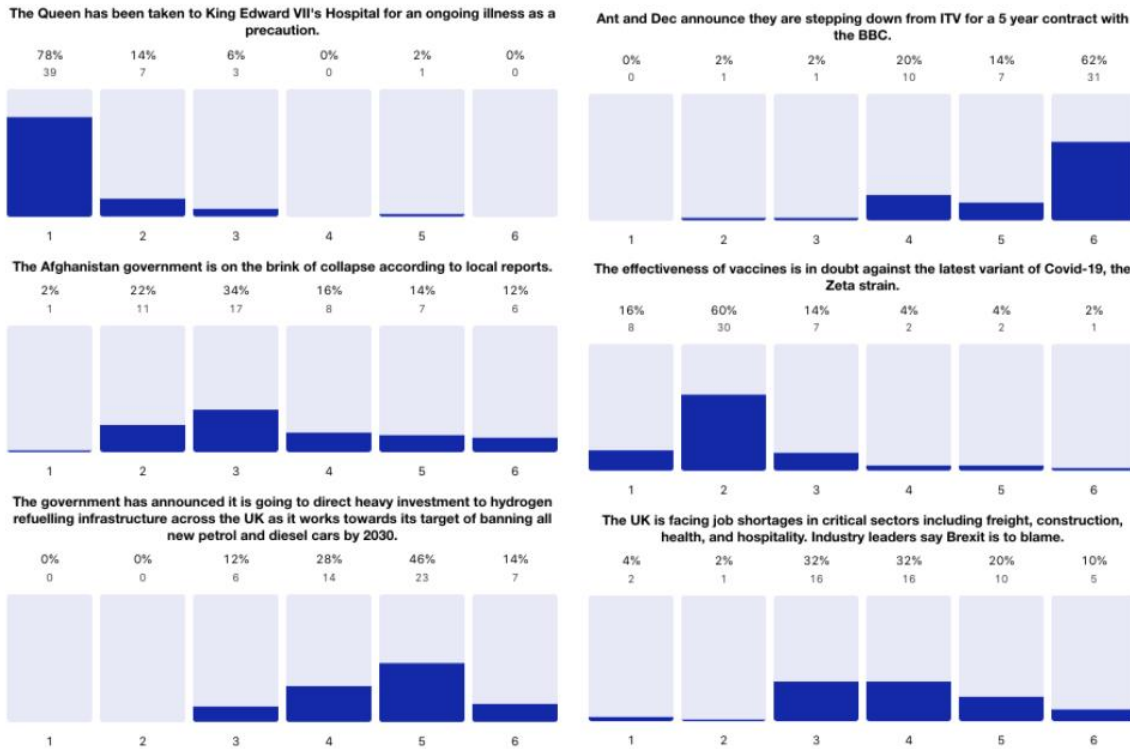 The Queen has been taken to King Edward VII's Hospital for an ongoing illness as a
precaution.
78% 14% 6% 0% 2% 0%
39 7 3 0 1 0
1 2 3 4 5 6
Ant and Dec announce they are stepping down from ITV for a 5 year contract with
the BBC.
0% 2% 2% 20% 14% 62%
0 1 1 10 7 31
1 2 3 4 5 6
The Afghanistan government is on the brink of collapse according to local reports.
2% 22% 34% 16% 14% 12%
1 11 17 8 7 6
1 2 3 4 5 6
The effectiveness of vaccines is in doubt against the latest variant of Covid-19, the
Zeta strain.
16% 60% 14% 4% 4% 2%
8 30 7 2 2 1
1 2 3 4 5 6
The government has announced it is going to direct heavy investment to hydrogen
refuelling infrastructure across the UK as it works towards its target of banning all
new petrol and diesel cars by 2030.
0% 0% 12% 28% 46% 14%
0 0 6 14 23 7
1 2 3 4 5 6
The UK is facing job shortages in critical sectors including freight, construction,
health, and hospitality. Industry leaders say Brexit is to blame.
4% 2% 32% 32% 20% 10%
2 1 16 16 10 5
1 2 3 4 5 6